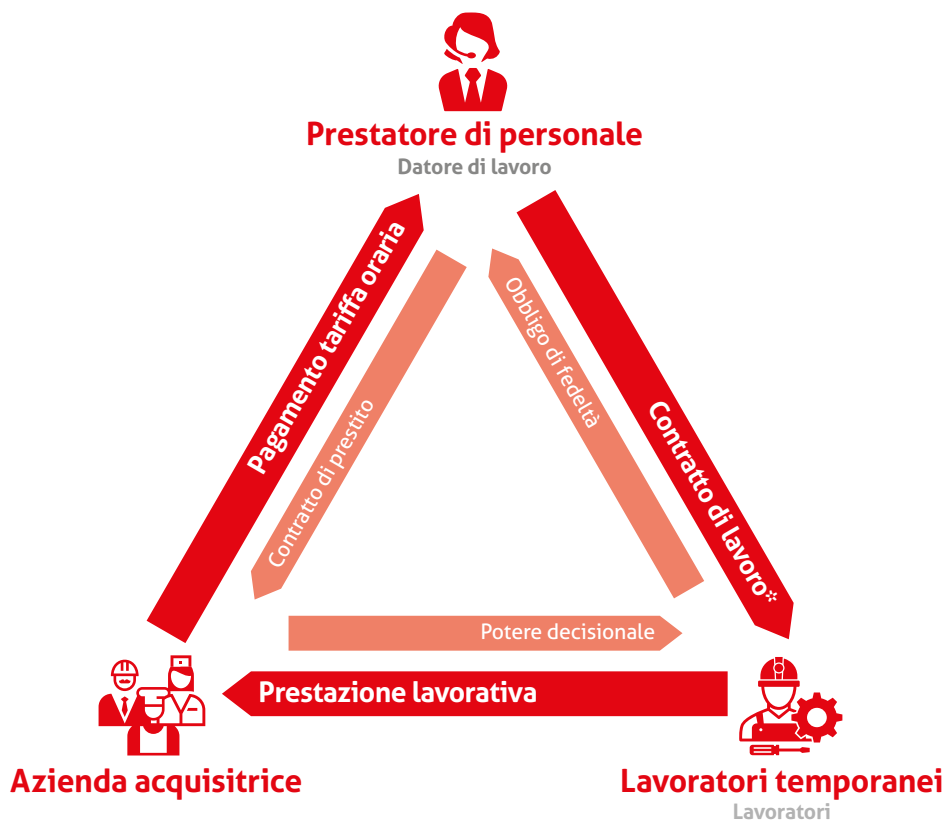 Prestatore di personale
Datore di lavoro
Pagamento tariffa oraria
Contratto di prestito
Obbligo di fedeltà
Contratto di lavoro*
Potere decisionale
Prestazione lavorativa
Azienda acquisitrice
Lavoratori temporanei
Lavoratori